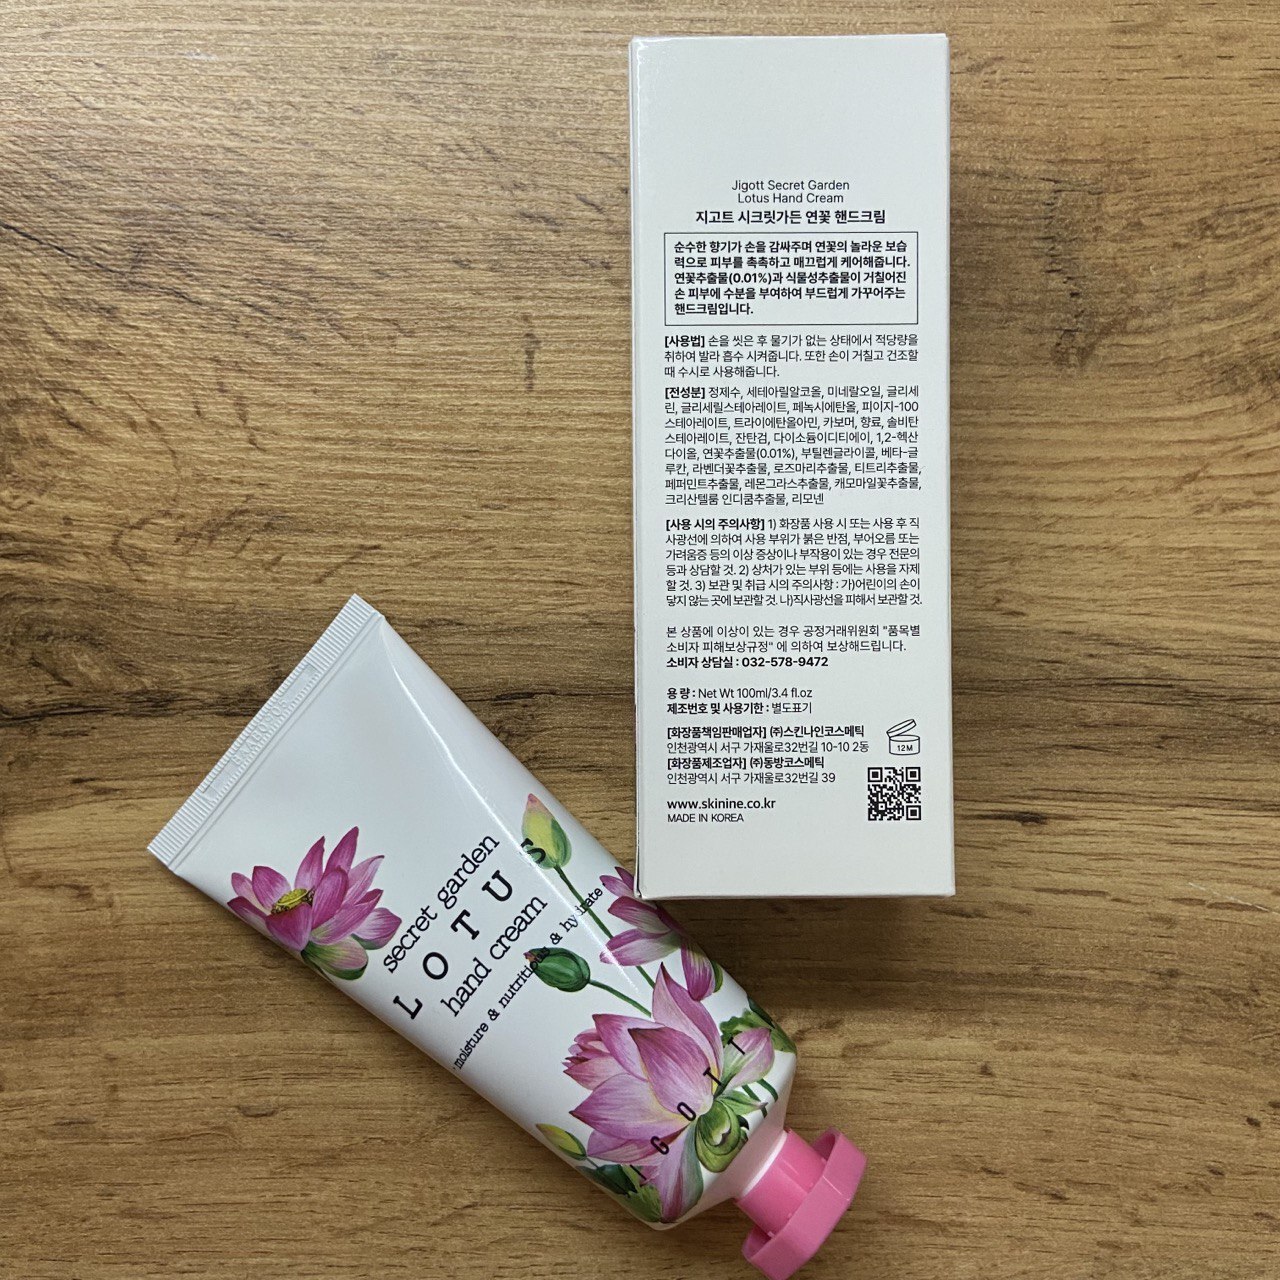 Jigott Secret Garden
Lotus Hand Cream
지고트 시크릿가든 연꽃 핸드크림
순수한 향기가 손을 감싸주며 연꽃의 놀라운 보습
력으로 피부를 촉촉하고 매끄럽게 케어해줍니다.
연꽃추출물(0.01%)과 식물성추출물이 거칠어진
손 피부에 수분을 부여하여 부드럽게 가꾸어주는
핸드크림입니다.
[사용법] 손을 씻은 후 물기가 없는 상태에서 적당량을
취하여 발라 흡수 시켜줍니다. 또한 손이 거칠고 건조할
때 수시로 사용해줍니다.
[전성분] 정제수, 세테아릴알코올, 미네랄오일, 글리세
린, 글리세릴스테아레이트, 페녹시에탄올, 피이지-100
스테아레이트, 트라이에탄올아민, 카보머, 향료, 솔비탄
스테아레이트, 잔탄검, 다이소듐이디티에이, 1,2-헥산
다이올, 연꽃추출물(0.01%), 부틸렌글라이콜, 베타-글
루칸, 라벤더꽃추출물, 로즈마리추출물, 티트리추출물,
페퍼민트추출물, 레몬그라스추출물, 캐모마일꽃추출물,
크리산텔룸 인디쿰추출물, 리모넨
[사용 시의 주의사항] 1) 화장품 사용 시 또는 사용 후 직
사광선에 의하여 사용 부위가 붉은 반점, 부어오름 또는
가려움증 등의 이상 증상이나 부작용이 있는 경우 전문의
등과 상담할 것. 2) 상처가 있는 부위 등에는 사용을 자제
할 것. 3) 보관 및 취급 시의 주의사항 : 가)어린이의 손이
닿지 않는 곳에 보관할 것. 나)직사광선을 피해서 보관할 것.
본 상품에 이상이 있는 경우 공정거래위원회 "품목별
소비자 피해보상규정" 에 의하여 보상해드립니다.
소비자 상담실 : 032-578-9472
용 량 : Net Wt 100ml/3.4 fl.oz
제조번호 및 사용기한 : 별도표기
[화장품책임판매업자] ㈜스킨나인코스메틱
인천광역시 서구 가재울로32번길 10-10 2동
[화장품제조업자] ㈜동방코스메틱
인천광역시 서구 가재울로32번길 39
12M
www.skinine.co.kr
MADE IN KOREA
secret garden
LOTUS
hand cream
moisture & nutritious & hydrate
IGOTT